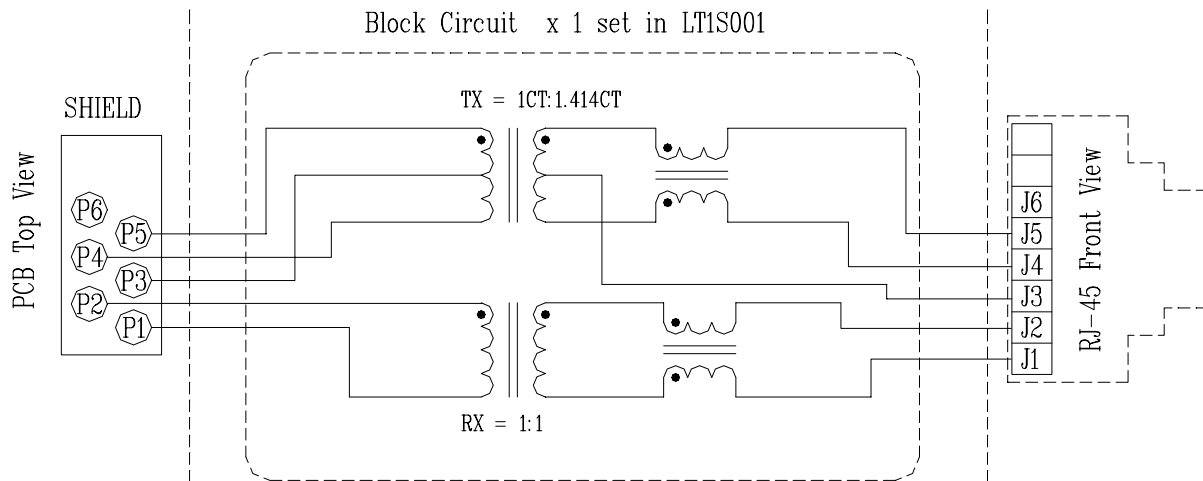 Block Circuit x 1 set in LT1S001
TX = 1CT:1.414CT
SHIELD
PCB Top View
P6
P5
P4
P3
P2
P1
RX = 1:1
J6
J5
J4
J3
J2
J1
RJ-45 Front View